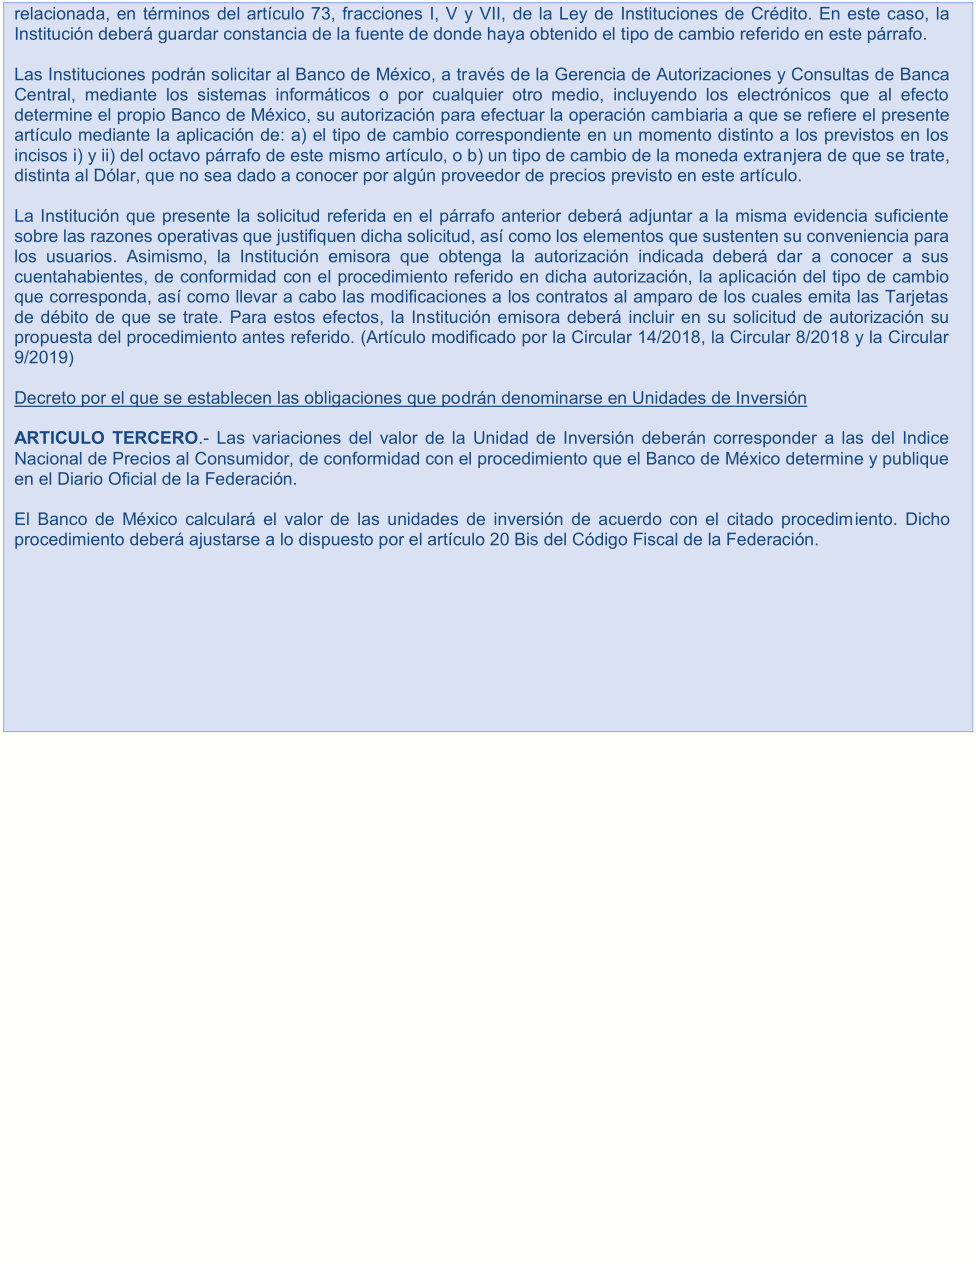 relacionada, en términos del artículo 73, fracciones I, V y VII, de la Ley de Instituciones de Crédito. En este caso, la
Institución deberá guardar constancia de la fuente de donde haya obtenido el tipo de cambio referido en este párrafo.
Las Instituciones podrán solicitar al Banco de México, a través de la Gerencia de Autorizaciones y Consultas de Banca
Central, mediante los sistemas informáticos o por cualquier otro medio, incluyendo los electrónicos que al efecto
determine el propio Banco de México, su autorización para efectuar la operación cambiaria a que se refiere el presente
artículo mediante la aplicación de: a) el tipo de cambio correspondiente en un momento distinto a los previstos en los
incisos i) y ii) del octavo párrafo de este mismo artículo, o b) un tipo de cambio de la moneda extranjera de que se trate,
distinta al Dólar, que no sea dado a conocer por algún proveedor de precios previsto en este artículo.
La Institución que presente la solicitud referida en el párrafo anterior deberá adjuntar a la misma evidencia suficiente
sobre las razones operativas que justifiquen dicha solicitud, así como los elementos que sustenten su conveniencia para
los usuarios. Asimismo, la Institución emisora que obtenga la autorización indicada deberá dar a conocer a sus
cuentahabientes, de conformidad con el procedimiento referido en dicha autorización, la aplicación del tipo de cambio
que corresponda, así como llevar a cabo las modificaciones a los contratos al amparo de los cuales emita las Tarjetas
de débito de que se trate. Para estos efectos, la Institución emisora deberá incluir en su solicitud de autorización su
propuesta del procedimiento antes referido. (Artículo modificado por la Circular 14/2018, la Circular 8/2018 y la Circular
9/2019)
Decreto por el que se establecen las obligaciones que podrán denominarse en Unidades de Inversión
ARTICULO TERCERO.- Las variaciones del valor de la Unidad de Inversión deberán corresponder a las del Indice
Nacional de Precios al Consumidor, de conformidad con el procedimiento que el Banco de México determine y publique
en el Diario Oficial de la Federación.
El Banco de México calculará el valor de las unidades de inversión de acuerdo con el citado procedimiento. Dicho
procedimiento deberá ajustarse a lo dispuesto por el artículo 20 Bis del Código Fiscal de la Federación.